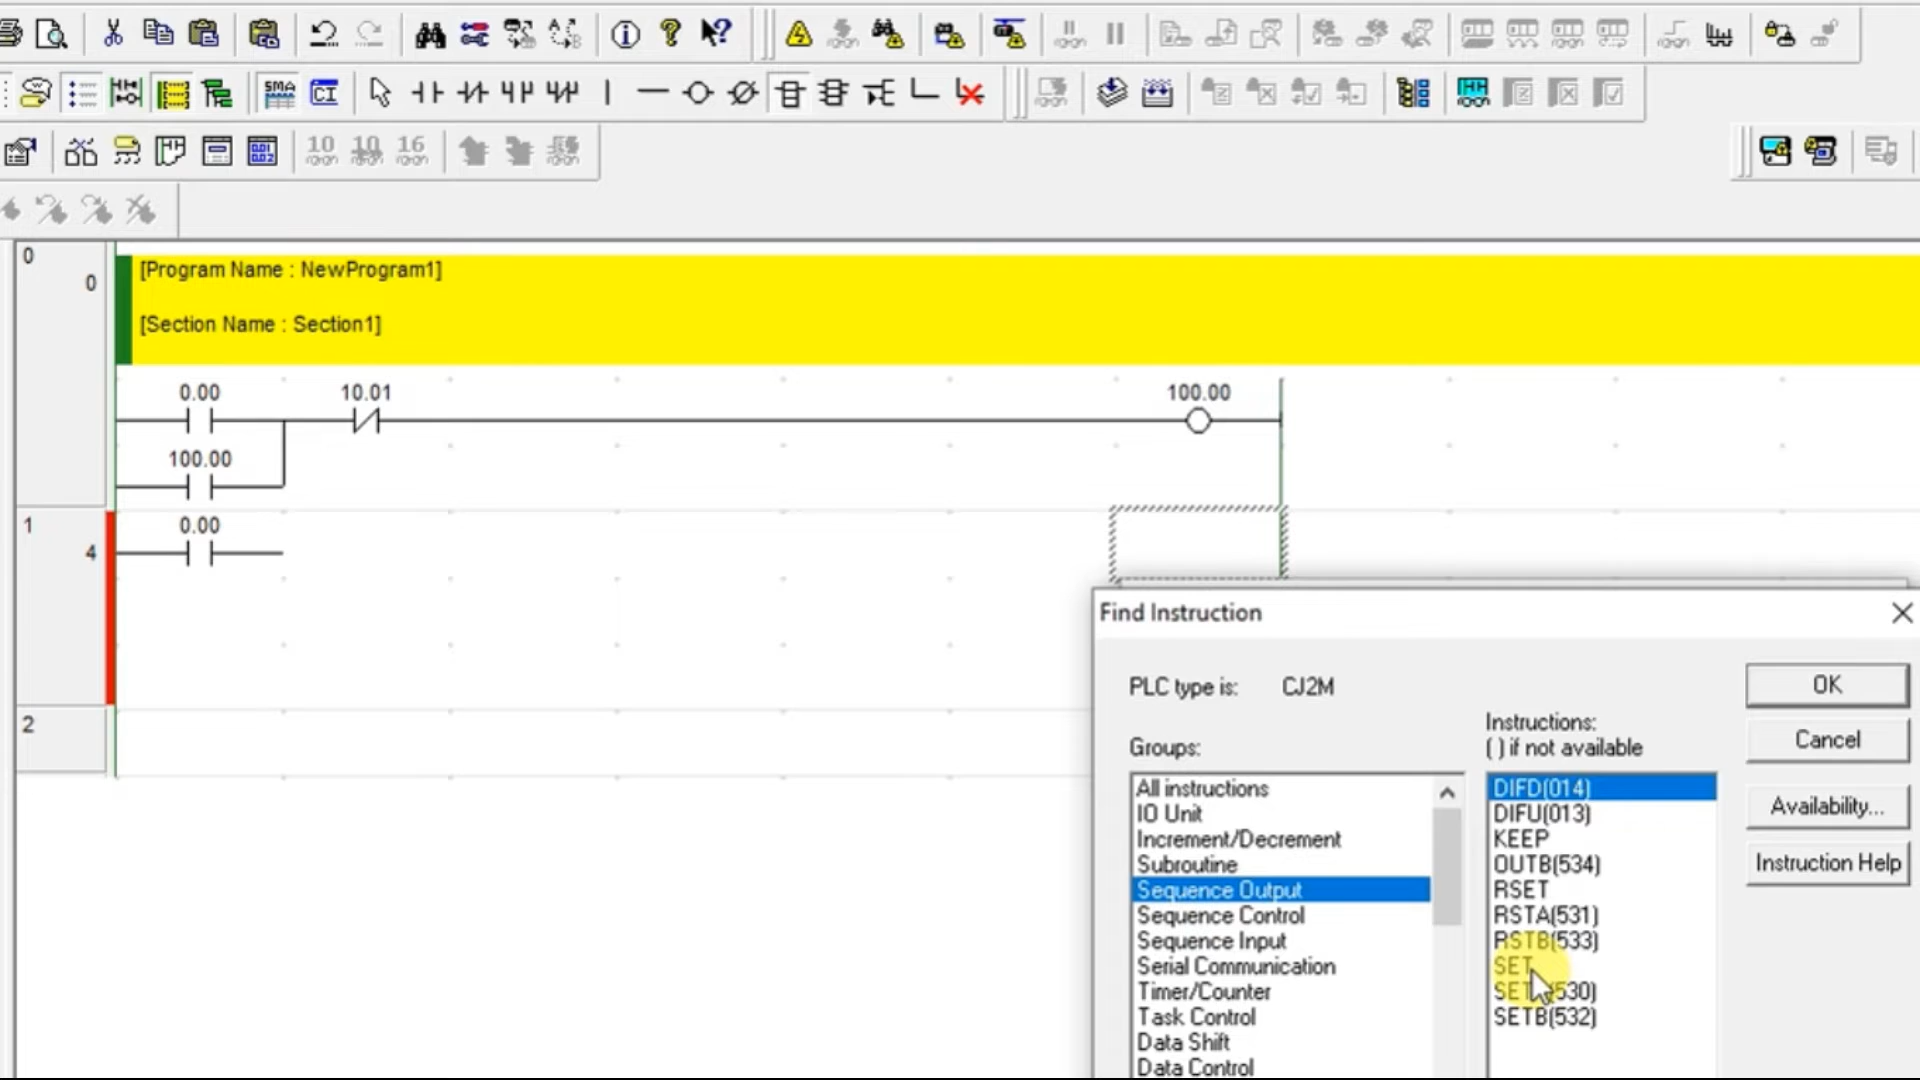 SMA
CI
10 10 16
0
0
[Program Name : NewProgram1]
[Section Name : Section1]
0.00 10.01 100.00
100.00
1
4
0.00
2
Find Instruction
PLC type is: CJ2M
OK
Cancel
Availability...
Instruction Help
Groups:
Instructions:
( ) if not available
All instructions
IO Unit
Increment/Decrement
Subroutine
Sequence Output
Sequence Control
Sequence Input
Serial Communication
Timer/Counter
Task Control
Data Shift
Data Control
DIFD(014)
DIFU(013)
KEEP
OUTB(534)
RSET
RSTA(531)
RSTB(533)
SET
SETB(532)